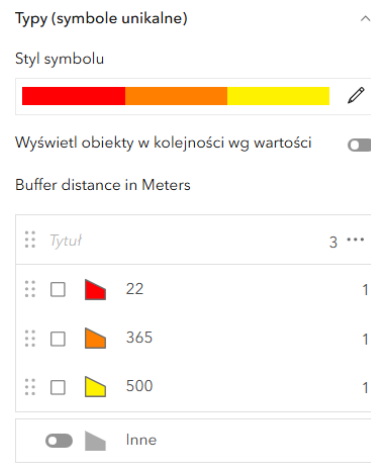 Typy (symbole unikalne)
Styl symbolu
Wyświetl obiekty w kolejności wg wartości
Buffer distance in Meters
Tytuł 3
22 1
365 1
500 1
Inne